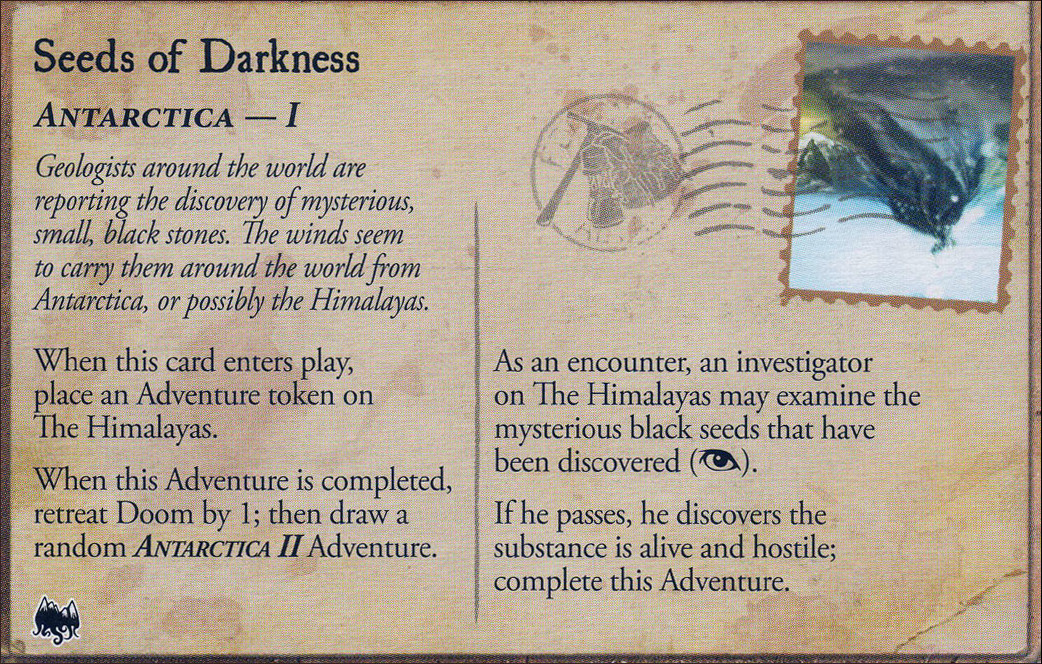 Seeds of Darkness
Antarctica — I
Geologists around the world are
reporting the discovery of mysterious,
small, black stones. The winds seem
to carry them around the world from
Antarctica, or possibly the Himalayas.
When this card enters play,
place an Adventure token on
The Himalayas.
When this Adventure is completed,
retreat Doom by 1; then draw a
random Antarctica II Adventure.
As an encounter, an investigator
on The Himalayas may examine the
mysterious black seeds that have
been discovered ( ).
If he passes, he discovers the
substance is alive and hostile;
complete this Adventure.